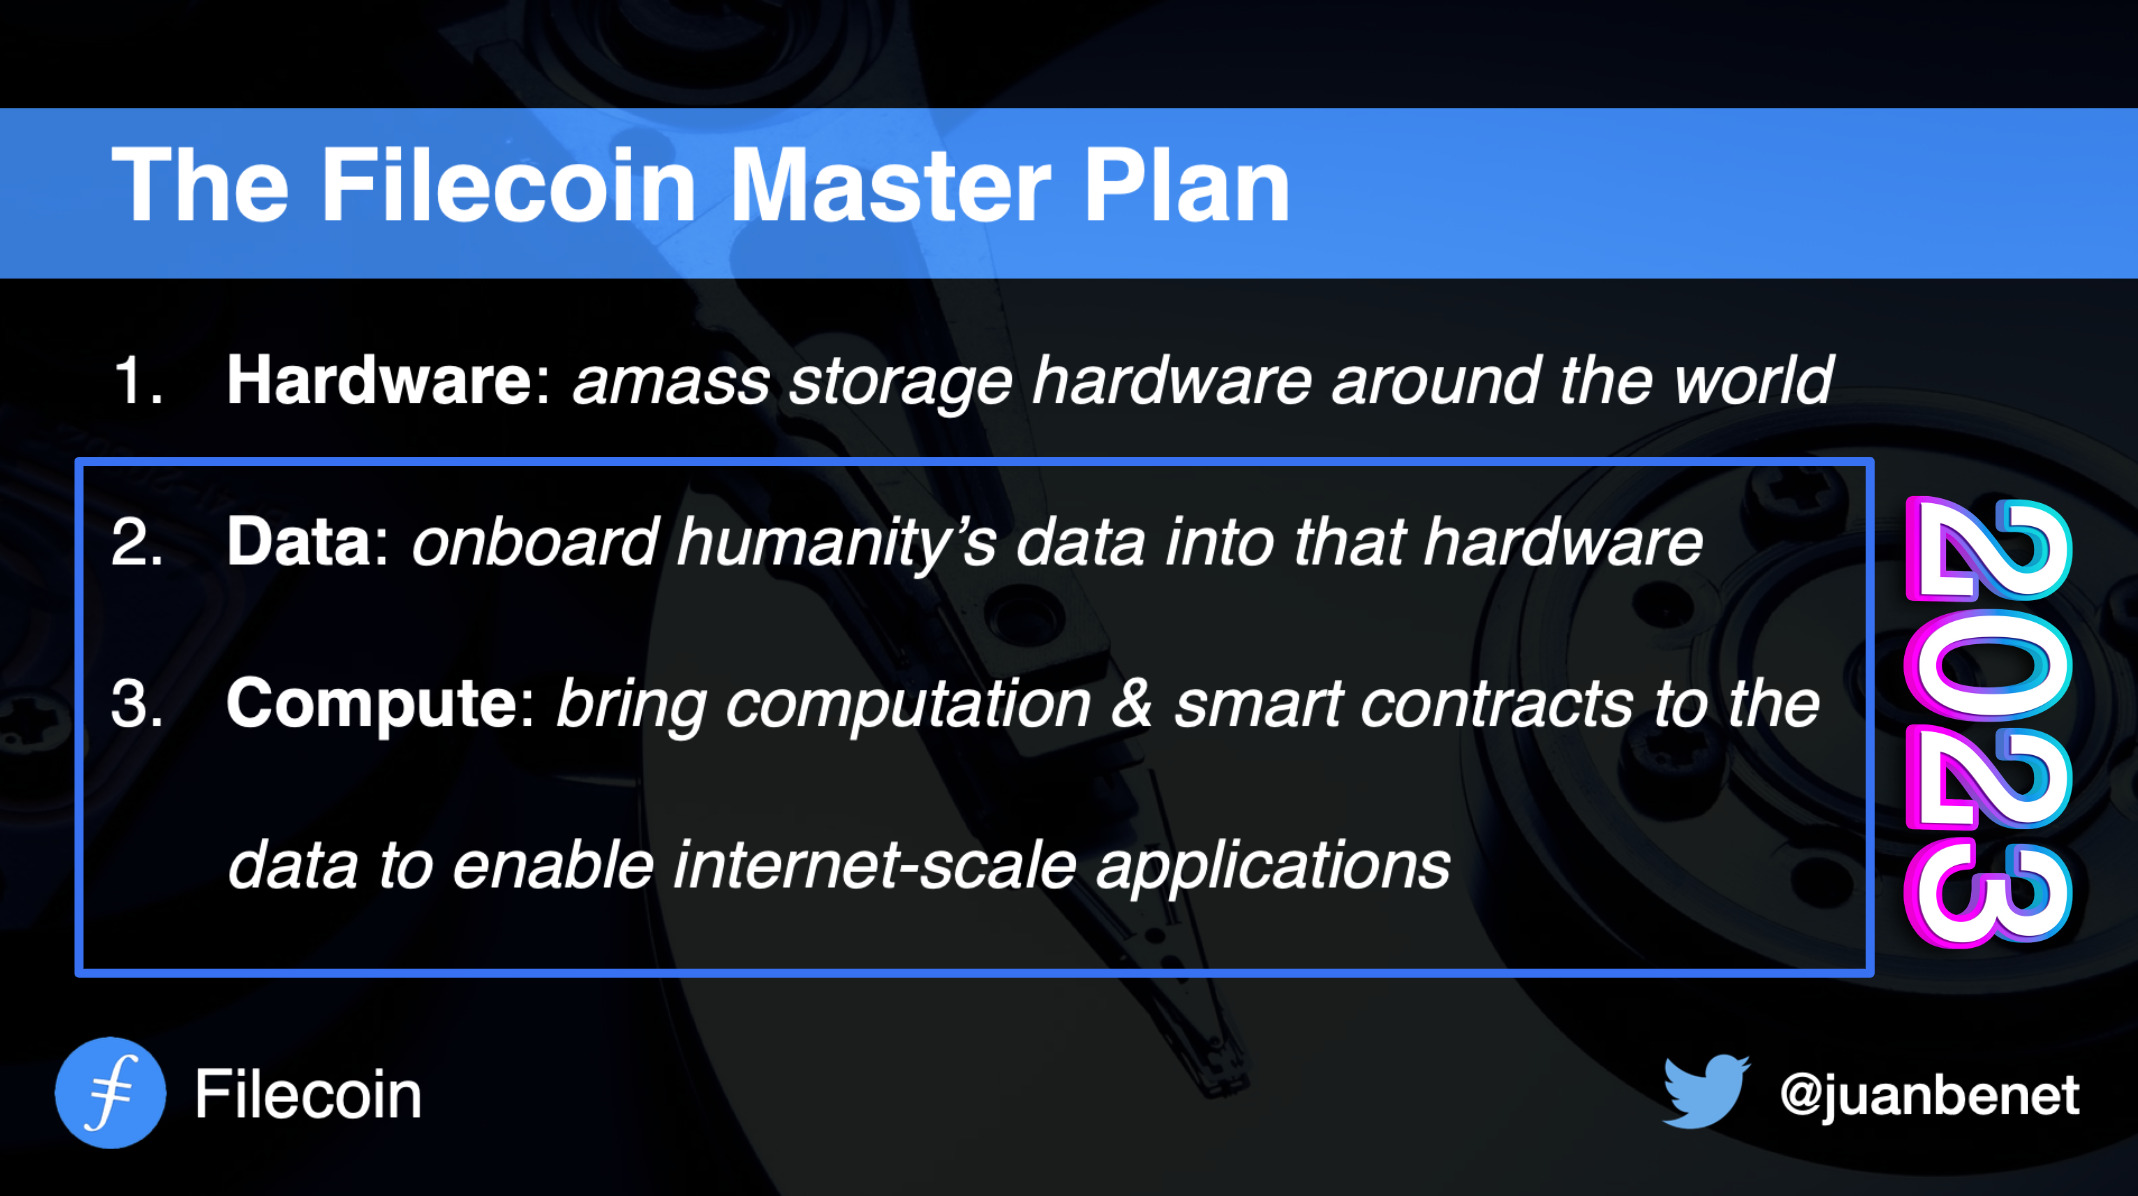 The Filecoin Master Plan
1. Hardware: amass storage hardware around the world
2. Data: onboard humanity’s data into that hardware
3. Compute: bring computation & smart contracts to the
data to enable internet-scale applications
2023
Filecoin
@juanbenet